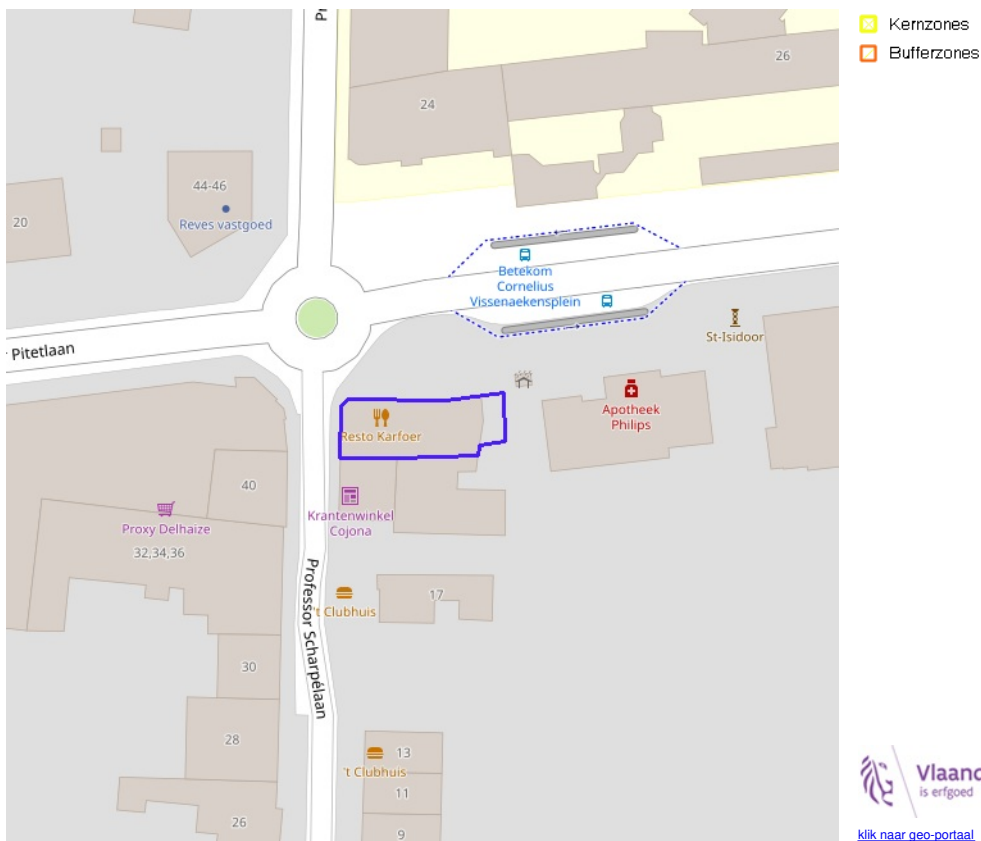 Kernzones
Bufferzones
26
24
44-46
Reves vastgoed
20
Betekom
Cornelius
Vissenaekensplein
St-Isidoor
Pitetlaan
Resto Karfoer
Apotheek
Philips
40
Krantenwinkel
Cojona
Proxy Delhaize
32,34,36
Professor Scharpélaan
't Clubhuis
17
30
28
13
't Clubhuis
11
26
9
Vlaand
is erfgoed
klik naar geo-portaal